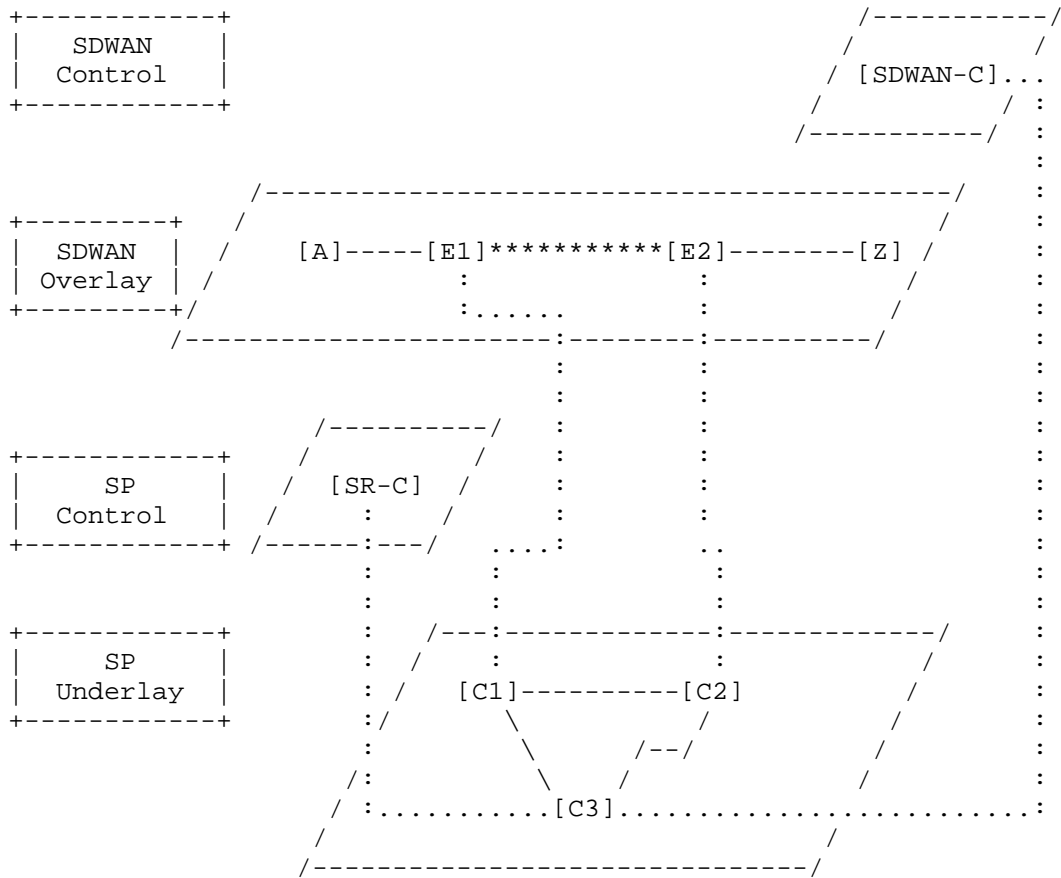 SDWAN
Control
[SDWAN-C]
SDWAN
Overlay
[A] [E1] [E2] [Z]
SP
Control
[SR-C]
SP
Underlay
[C1] [C2]
[C3]